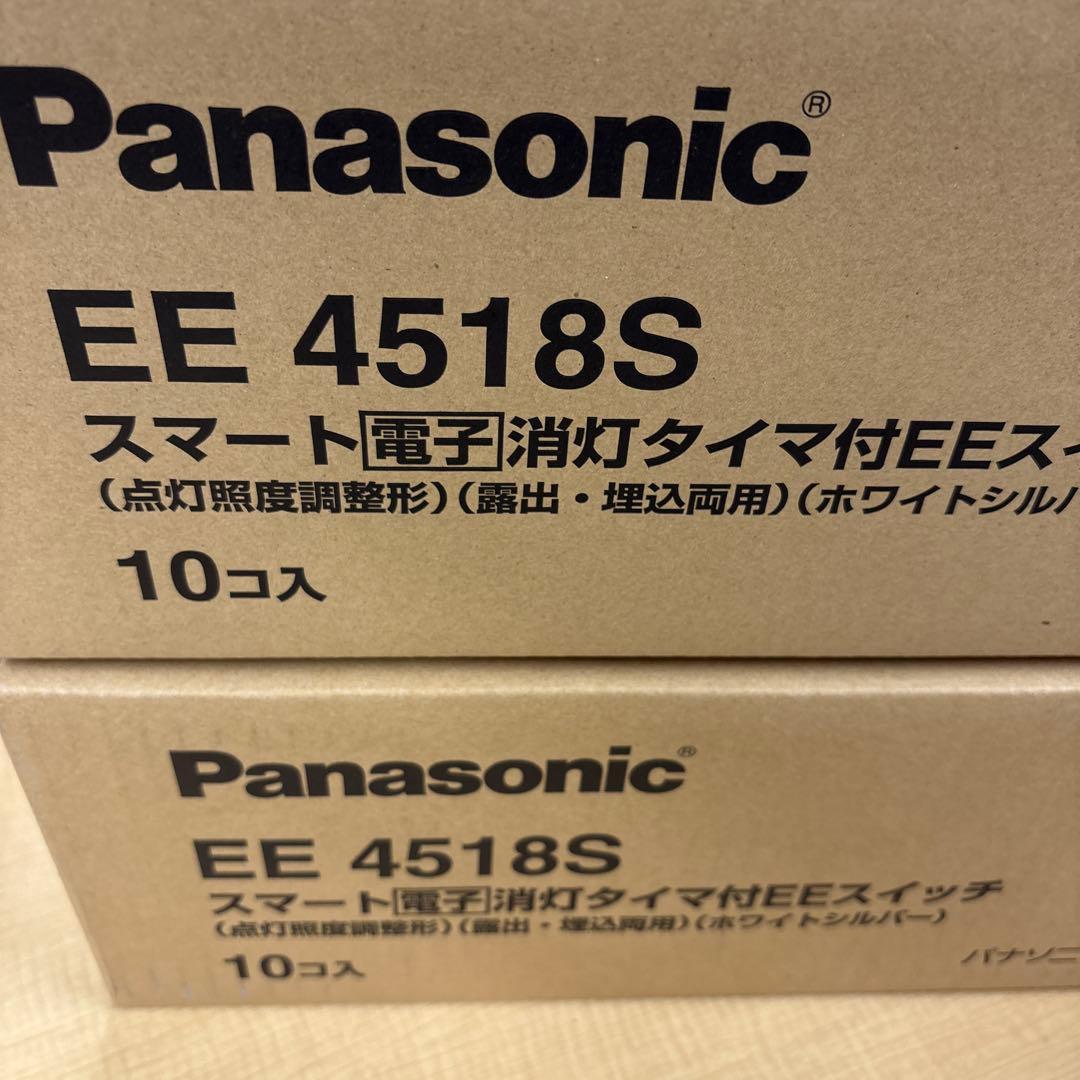 Panasonic®
EE 4518S
スマート電子消灯タイマ付EEスイ
(点灯照度調整形)(露出・埋込両用)(ホワイトシル
10コ入
Panasonic®
EE 4518S
スマート電子消灯タイマ付EEスイッチ
(点灯照度調整形)(露出・埋込両用)(ホワイトシルバー)
10コ入
パナソニ